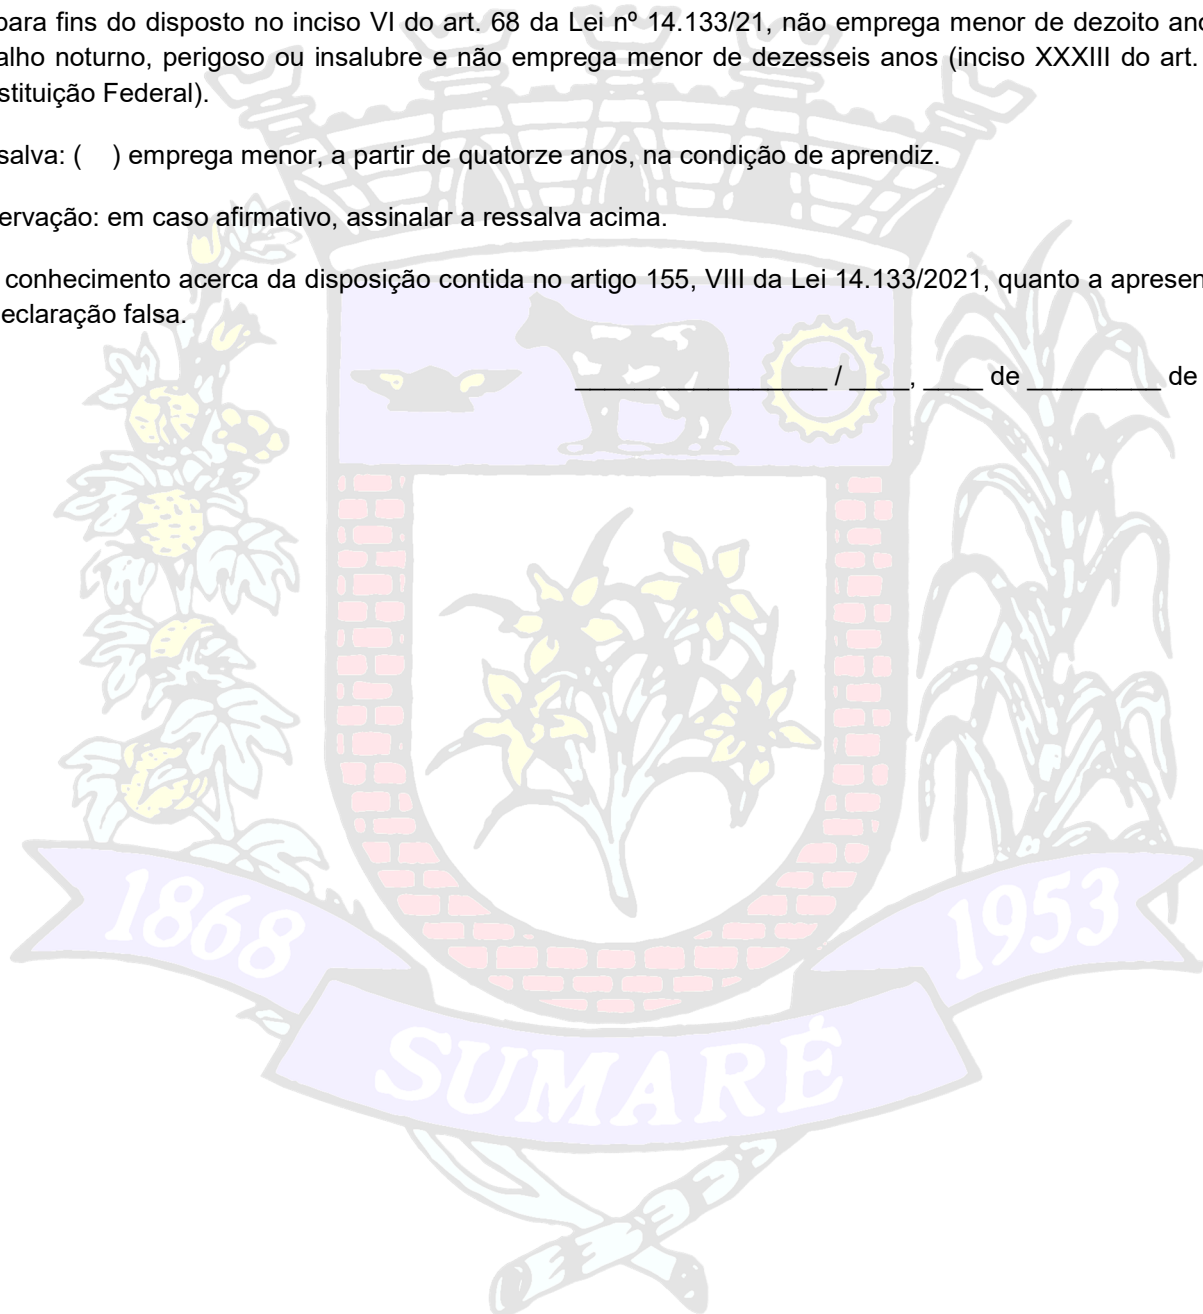 para fins do disposto no inciso VI do art. 68 da Lei nº 14.133/21, não emprega menor de dezoito
alho noturno, perigoso ou insalubre e não emprega menor de dezesseis anos (inciso XXXIII do art.
stituição Federal).
salva: ( ) emprega menor, a partir de quatorze anos, na condição de aprendiz.
ervação: em caso afirmativo, assinalar a ressalva acima.
conhecimento acerca da disposição contida no artigo 155, VIII da Lei 14.133/2021, quanto a apresen
eclaração falsa.
_________________ / ____, ____ de _________ de
1868
1953
SUMARÉ